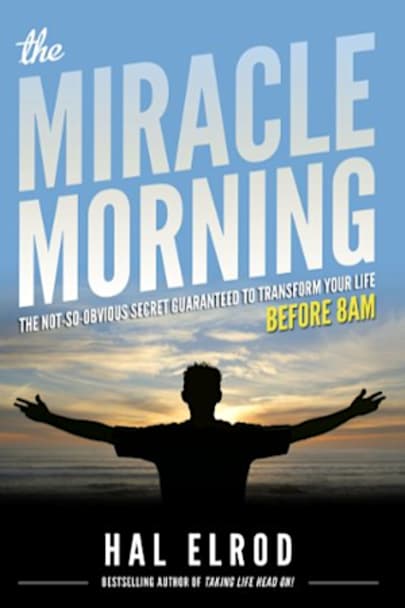 the
MIRACLE
MORNING
THE NOT-SO-OBVIOUS SECRET GUARANTEED TO TRANSFORM YOUR LIFE
BEFORE 8AM
HAL ELROD
BESTSELLING AUTHOR OF TAKING LIFE HEAD ON!